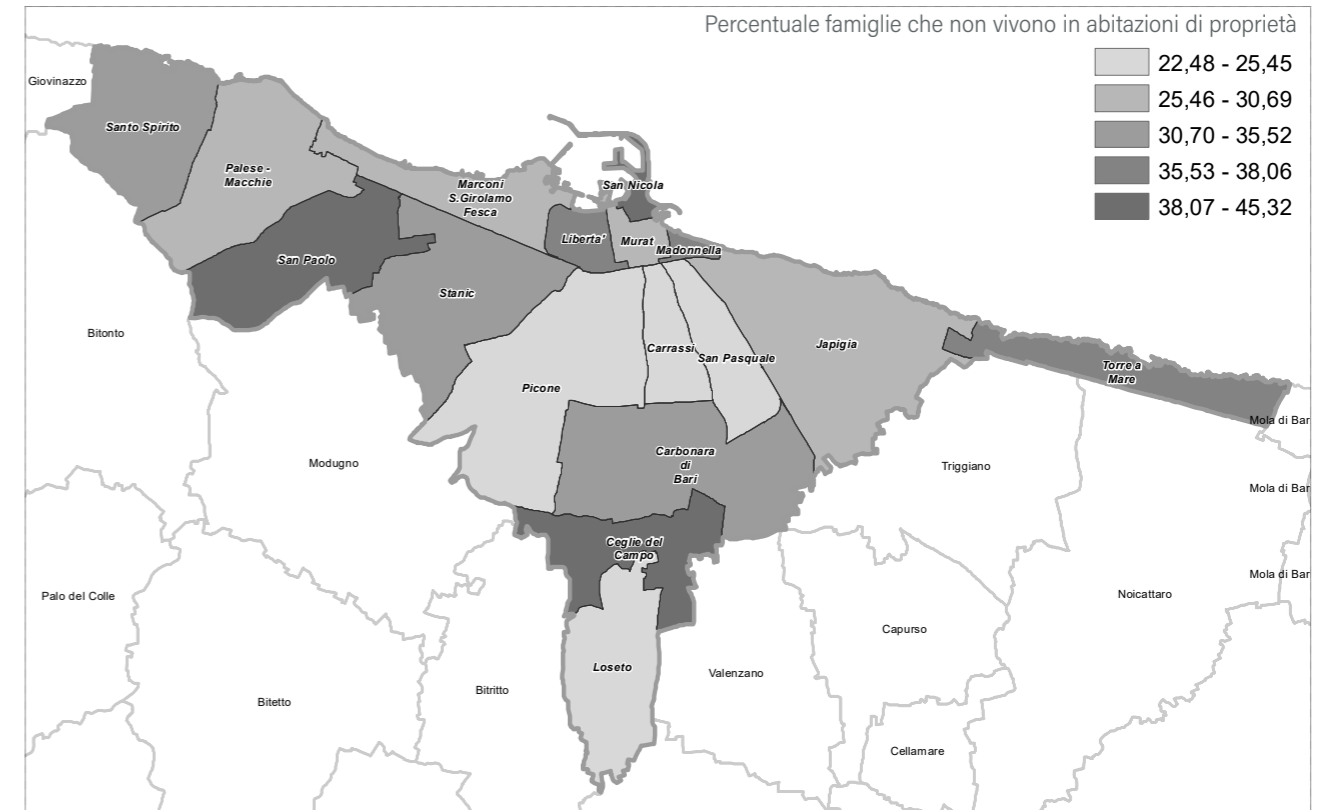 Percentuale famiglie che non vivono in abitazioni di proprietà
22,48 - 25,45
25,46 - 30,69
30,70 - 35,52
35,53 - 38,06
38,07 - 45,32
Giovinazzo
Santo Spirito
Palese -
Macchie
Marconi
S.Girolamo
Fesca
San Nicola
Liberta'
Murat
Madonnella
San Paolo
Stanic
Bitonto
Carrassi
San Pasquale
Japigia
Torre a
Mare
Picone
Mola di Bar
Carbonara
di
Bari
Modugno
Triggiano
Mola di Bar
Ceglie del
Campo
Mola di Bar
Palo del Colle
Noicattaro
Capurso
Loseto
Valenzano
Bitritto
Bitetto
Cellamare